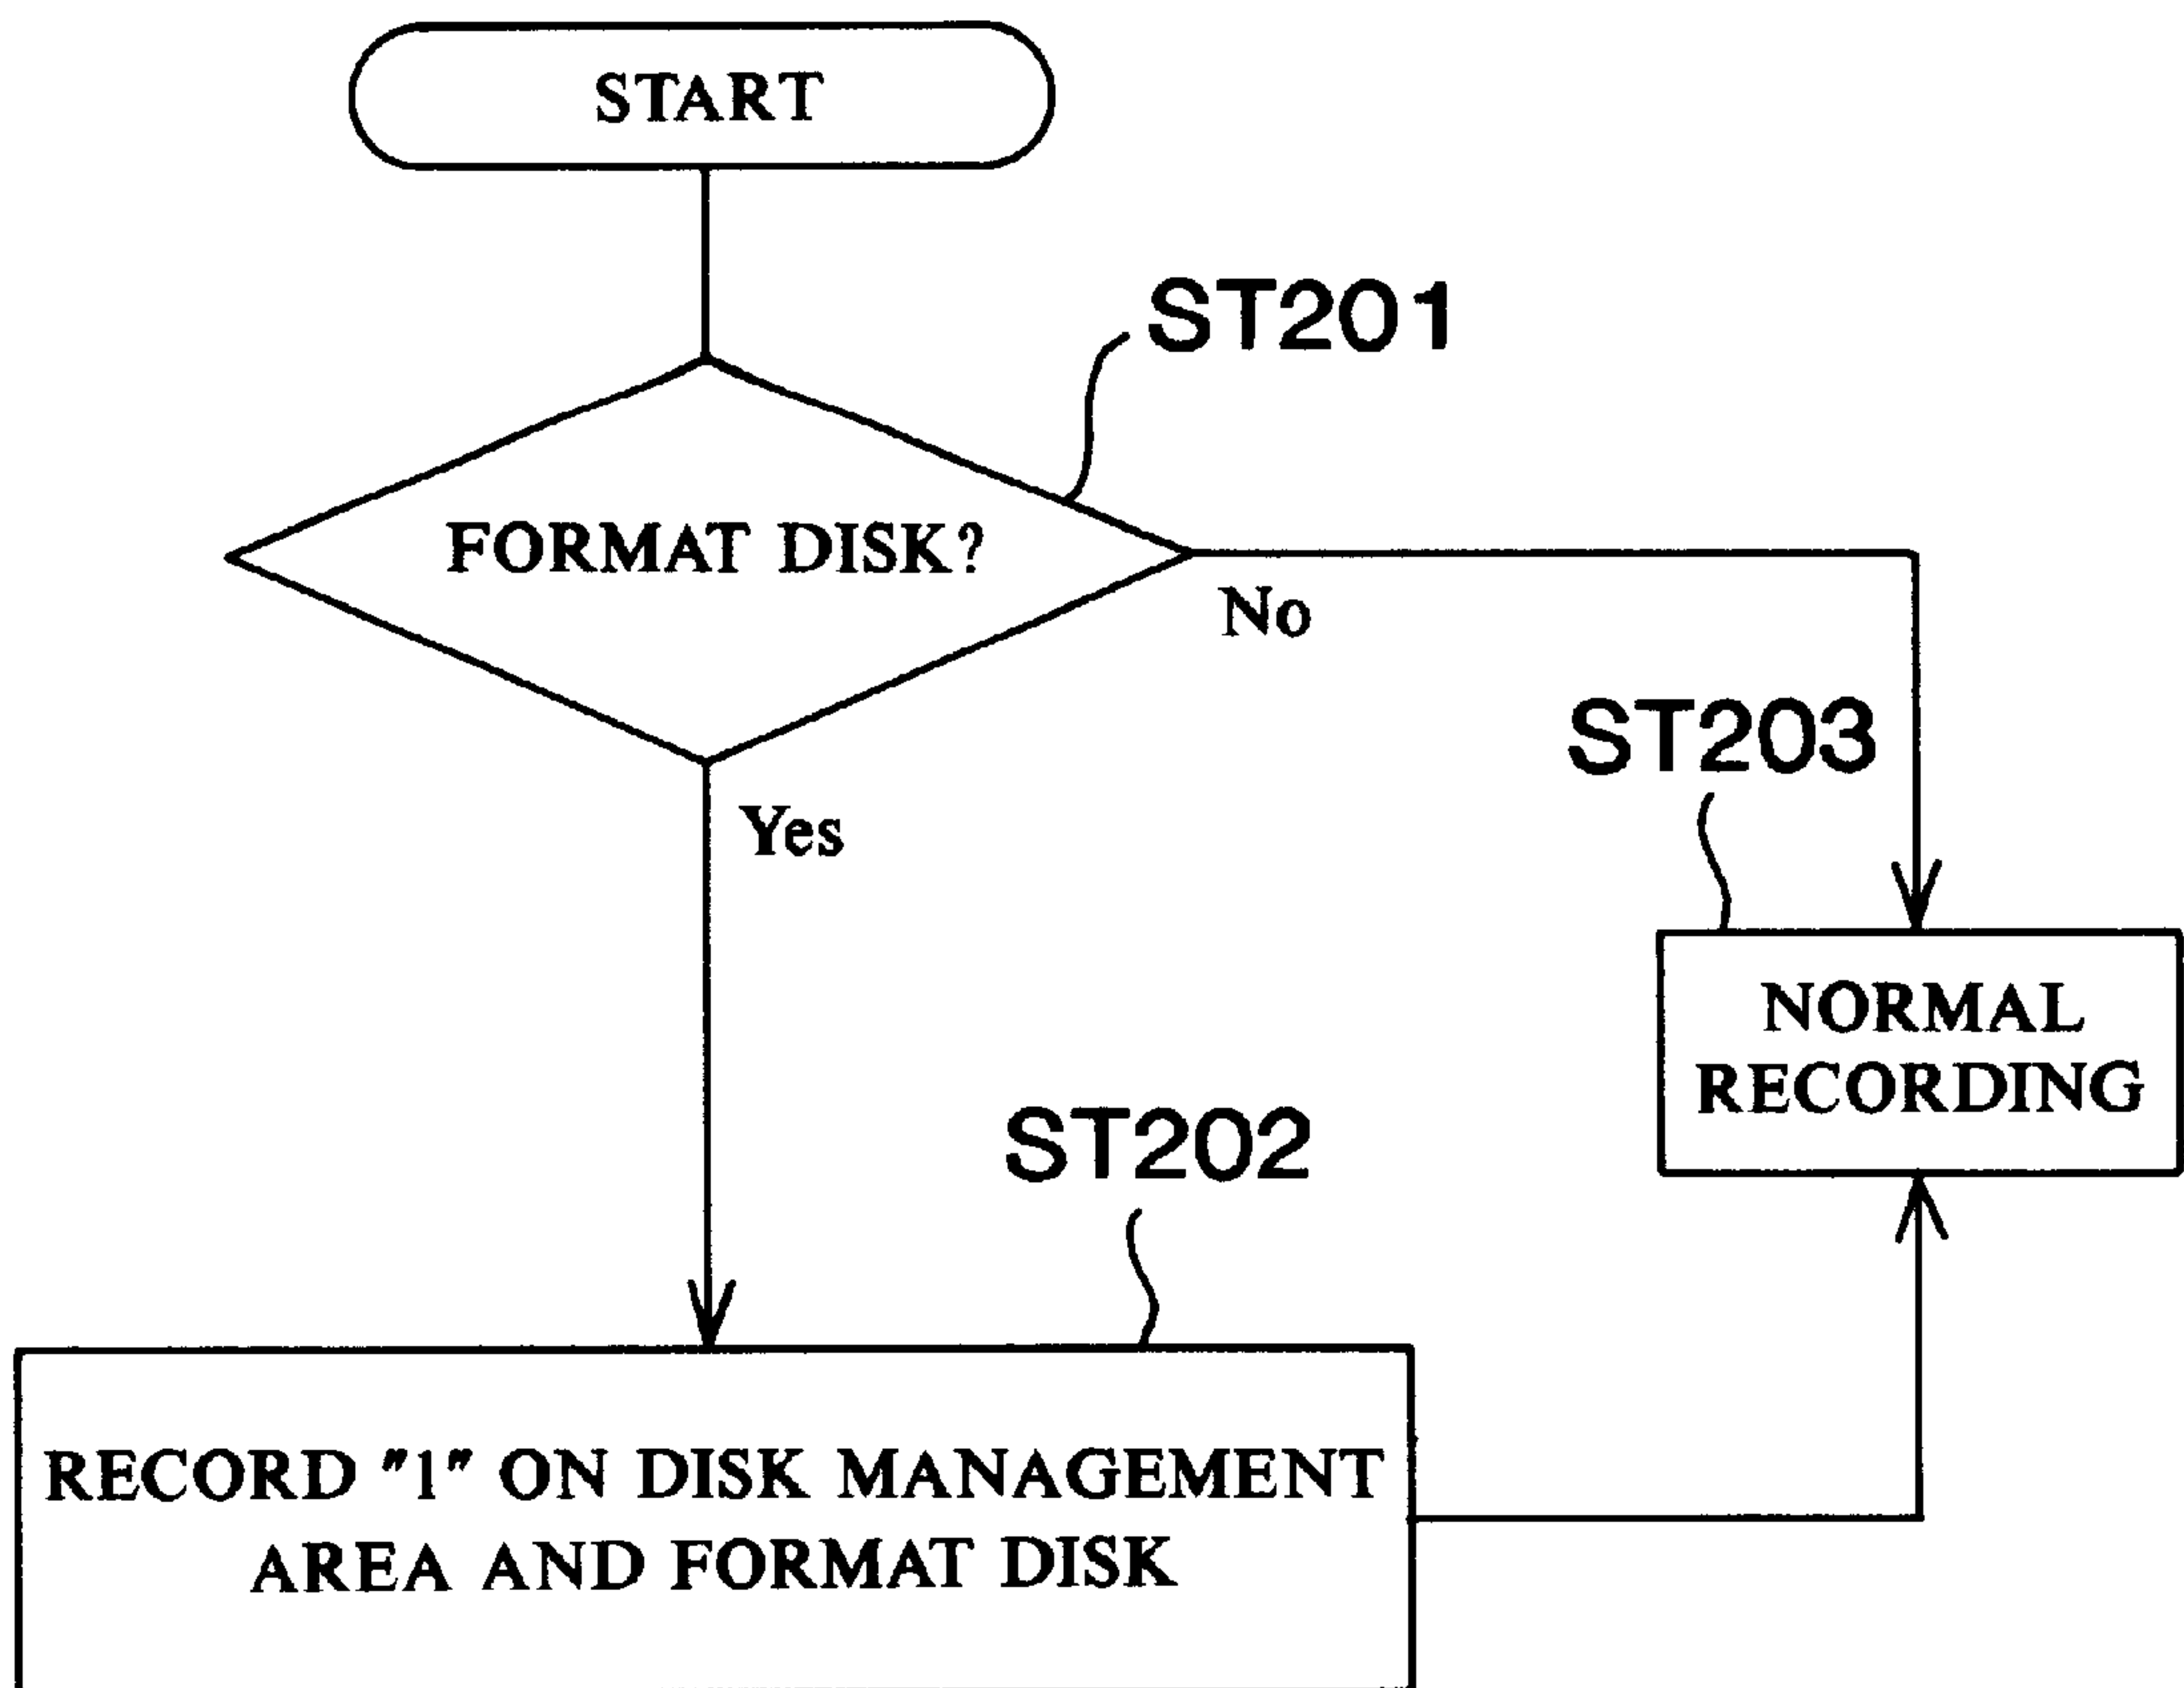 START
ST201
FORMAT DISK?
No
ST203
Yes
NORMAL
RECORDING
ST202
RECORD "1" ON DISK MANAGEMENT
AREA AND FORMAT DISK